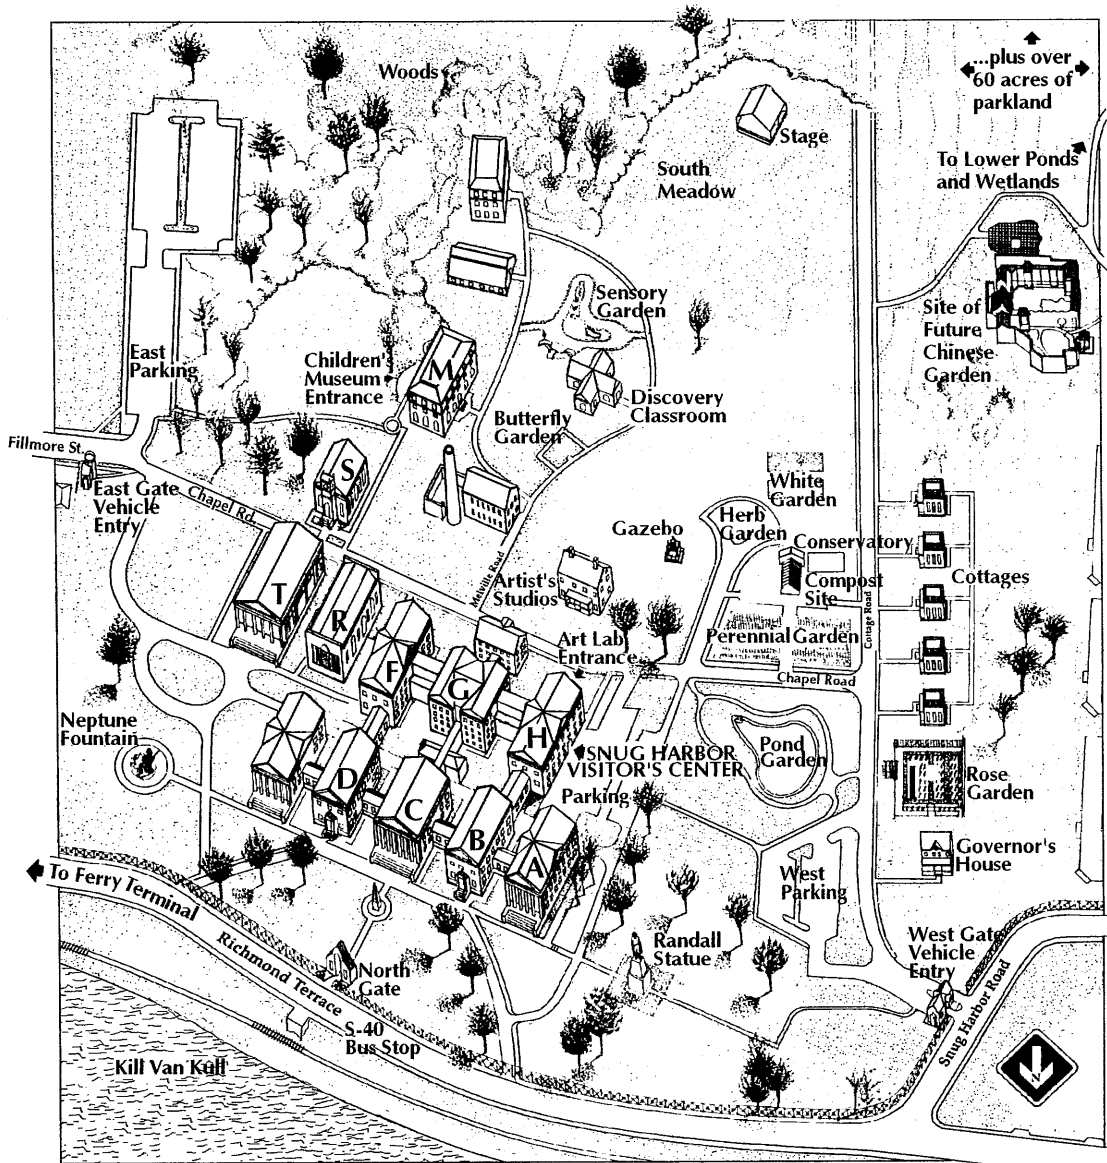 ...plus over
60 acres of
parkland
Woods
Stage
To Lower Ponds
and Wetlands
South
Meadow
Sensory
Garden
Site of
Future
Chinese
Garden
East
Parking
Children's
Museum
Entrance
M
Discovery
Classroom
Butterfly
Garden
Fillmore St.
S
East Gate
Vehicle
Entry
Chapel Rd.
White
Garden
Herb
Garden
Gazebo
Conservatory
Compost
Site
Cottages
Melville Road
Artist's
Studios
Cottage Road
T
R
F
G
H
Perennial Garden
Art Lab
Entrance
Chapel Road
Neptune
Fountain
SNUG HARBOR
VISITOR'S CENTER
Pond
Garden
Parking
Rose
Garden
D
C
B
A
Governor's
House
West
Parking
To Ferry Terminal
Richmond Terrace
North
Gate
Randall
Statue
West Gate
Vehicle
Entry
Snug Harbor Road
S-40
Bus Stop
Kill Van Kull
N